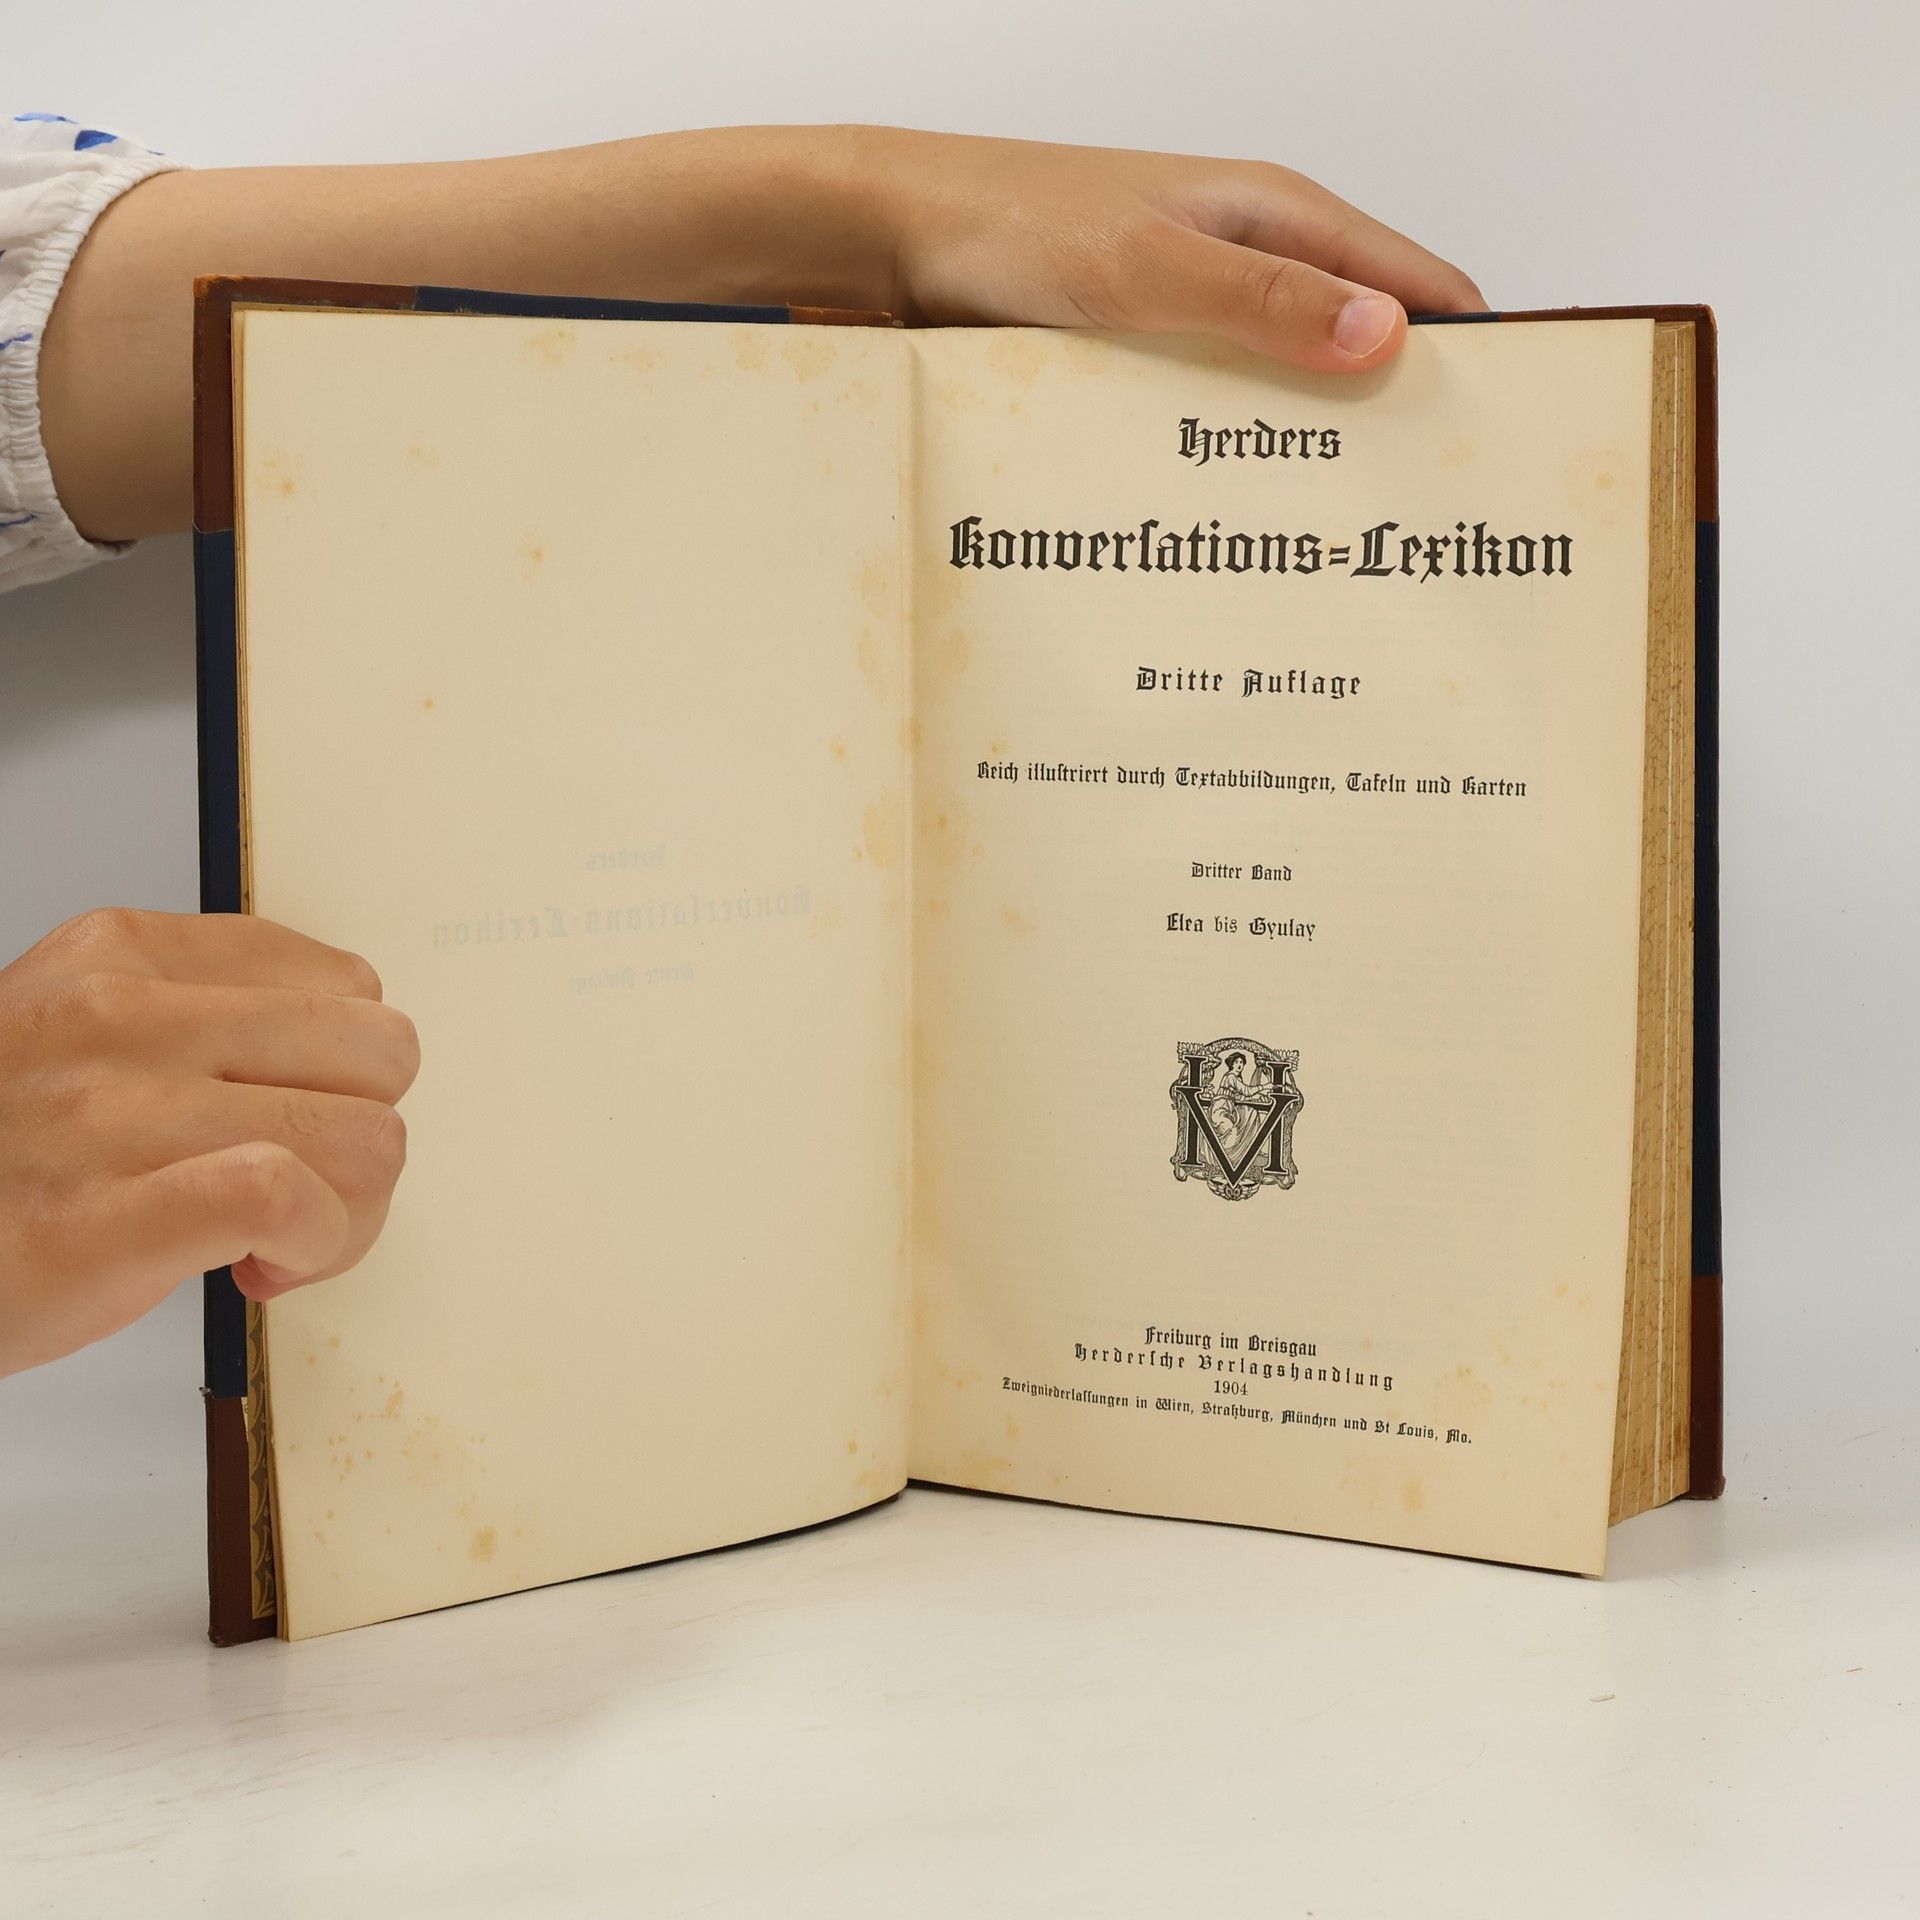 Herders
Konverſations=Lexikon
Dritte Auflage
Reich illuſtriert durch Textabbildungen, Tafeln und Karten
Dritter Band
Elea bis Gyulay
HV
Freiburg im Breisgau
Herderſche Verlagshandlung
1904
Zweigniederlaſſungen in Wien, Straßburg, München und St Louis, Mo.